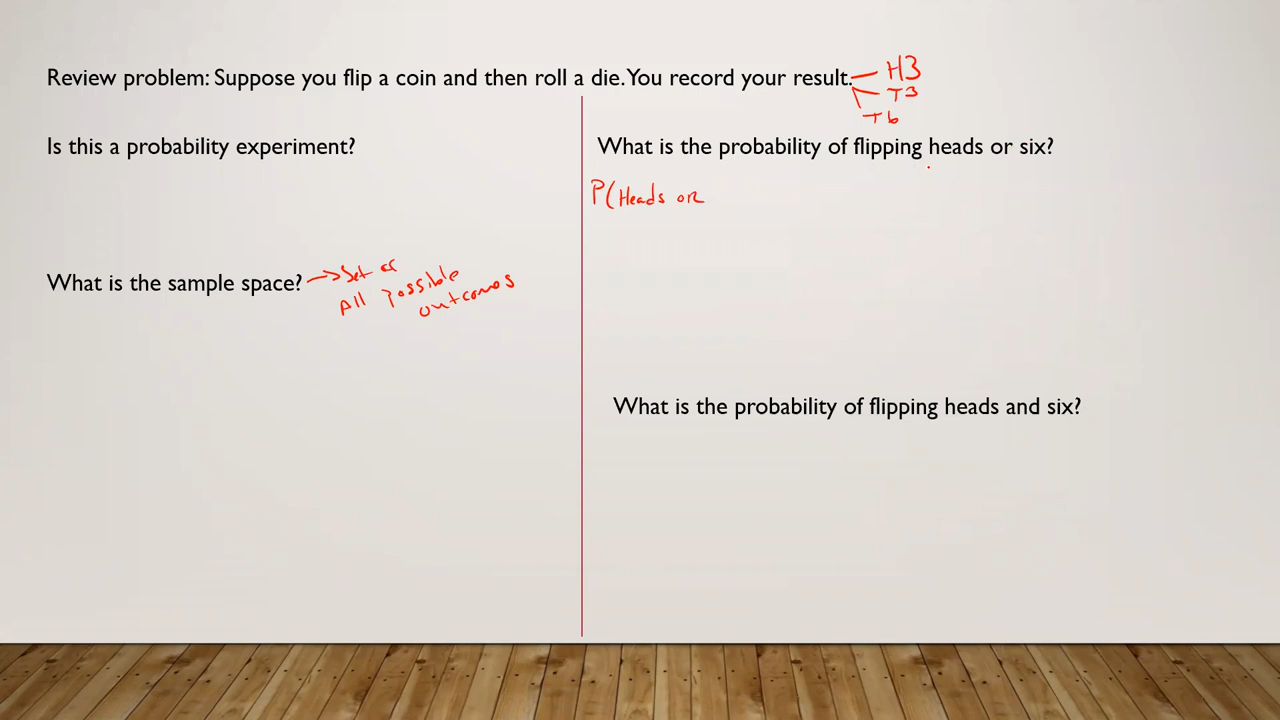 Review problem: Suppose you flip a coin and then roll a die. You record your result.
H3
T3
T6
Is this a probability experiment?
What is the sample space?
Set of
All possible
outcomes
What is the probability of flipping heads or six?
P(Heads or
What is the probability of flipping heads and six?